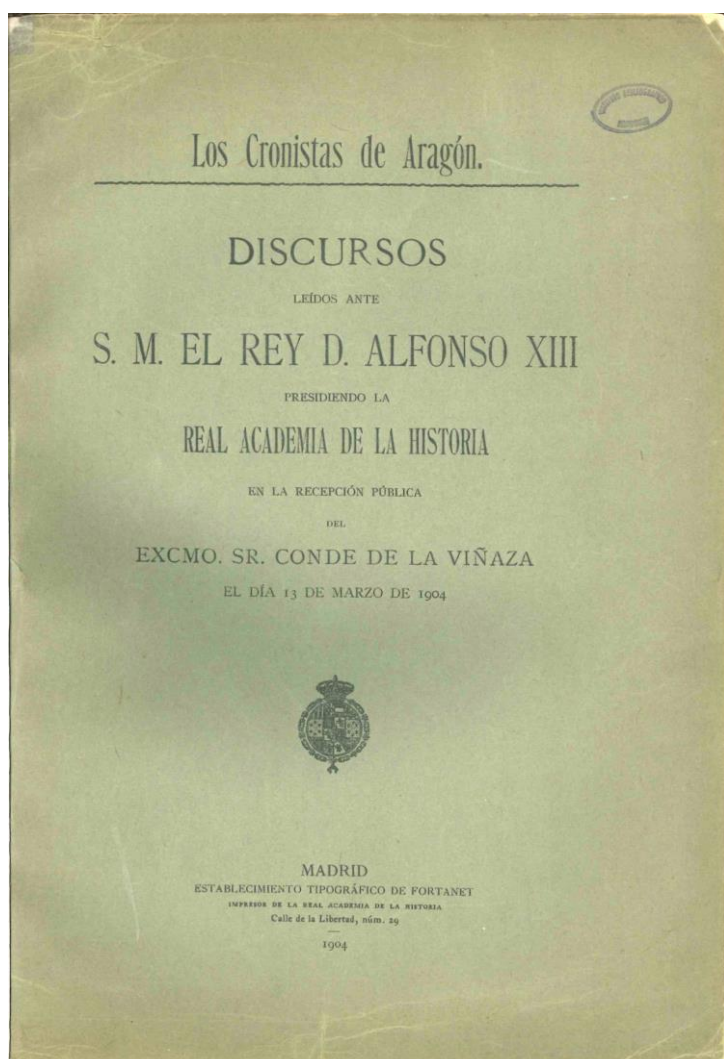 Los Cronistas de Aragón.
DISCURSOS
LEÍDOS ANTE
S. M. EL REY D. ALFONSO XIII
PRESIDIENDO LA
REAL ACADEMIA DE LA HISTORIA
EN LA RECEPCIÓN PÚBLICA
DEL
EXCMO. SR. CONDE DE LA VIÑAZA
EL DÍA 13 DE MARZO DE 1904
MADRID
ESTABLECIMIENTO TIPOGRÁFICO DE FORTANET
IMPRESOR DE LA REAL ACADEMIA DE LA HISTORIA
Calle de la Libertad, núm. 29
1904